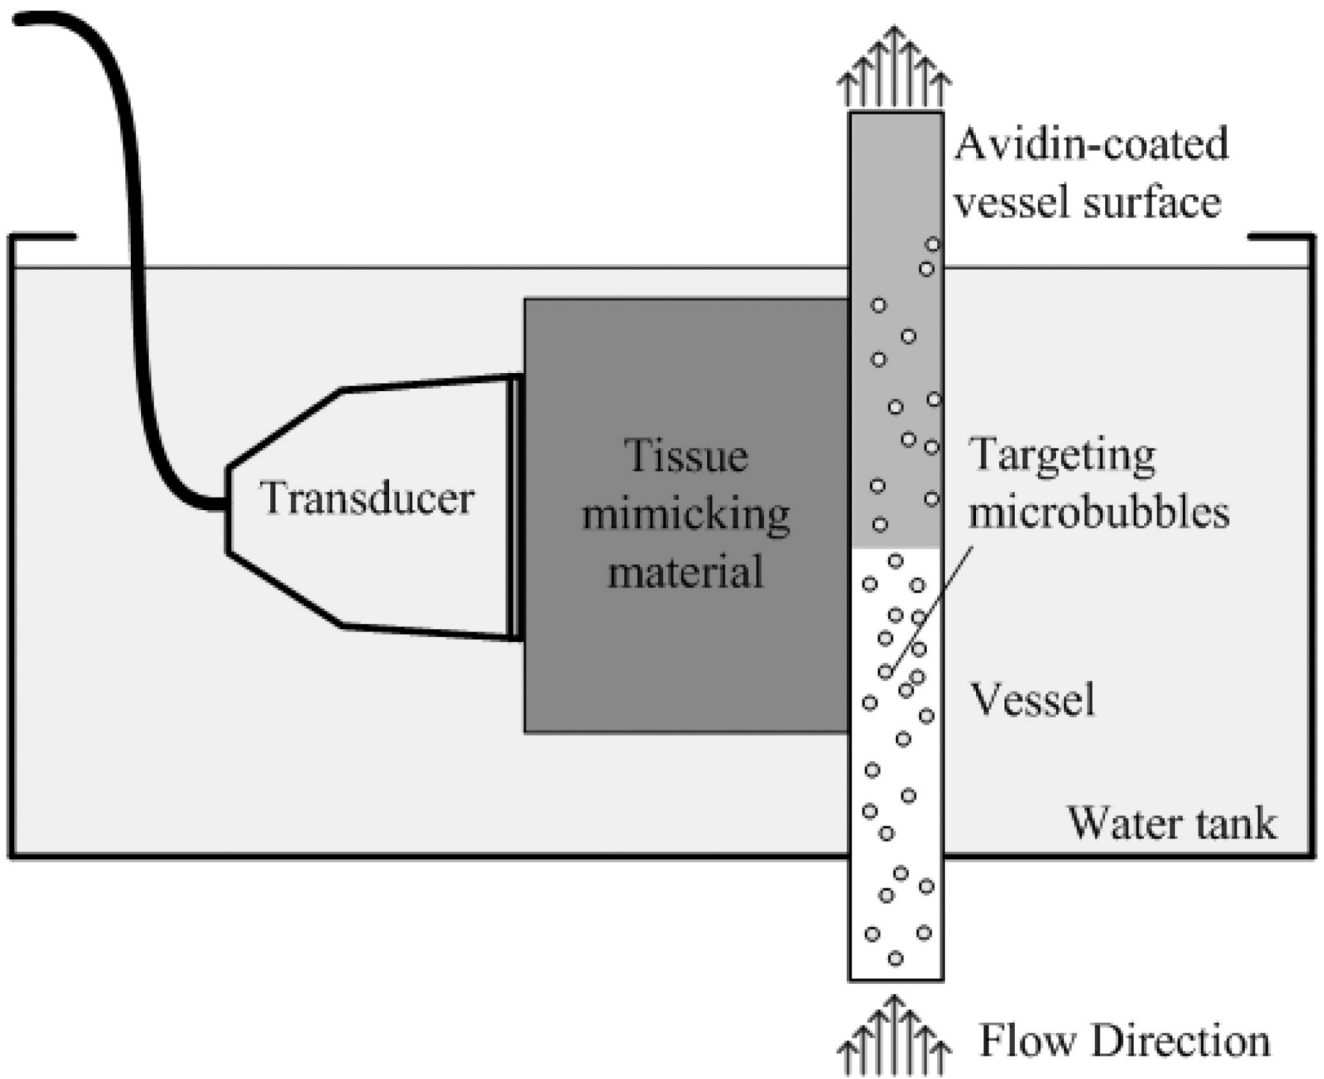 Avidin-coated
vessel surface
Transducer
Tissue
mimicking
material
Targeting
microbubbles
Vessel
Water tank
Flow Direction